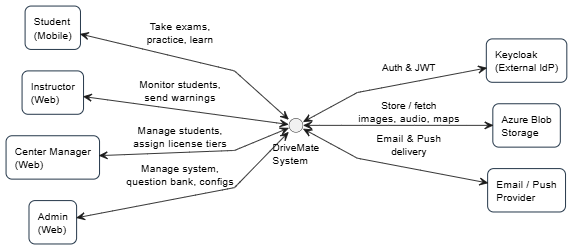 Student
(Mobile)
Take exams,
practice, learn
Instructor
(Web)
Monitor students,
send warnings
Center Manager
(Web)
Manage students,
assign license tiers
Admin
(Web)
Manage system,
question bank, configs
DriveMate
System
Auth & JWT
Keycloak
(External IdP)
Store / fetch
images, audio, maps
Azure Blob
Storage
Email & Push
delivery
Email / Push
Provider